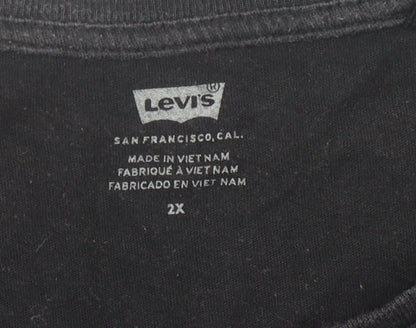 Levi's®
SAN FRANCISCO, CAL.
MADE IN VIET NAM
FABRIQUÉ À VIET NAM
FABRICADO EN VIET NAM
2X